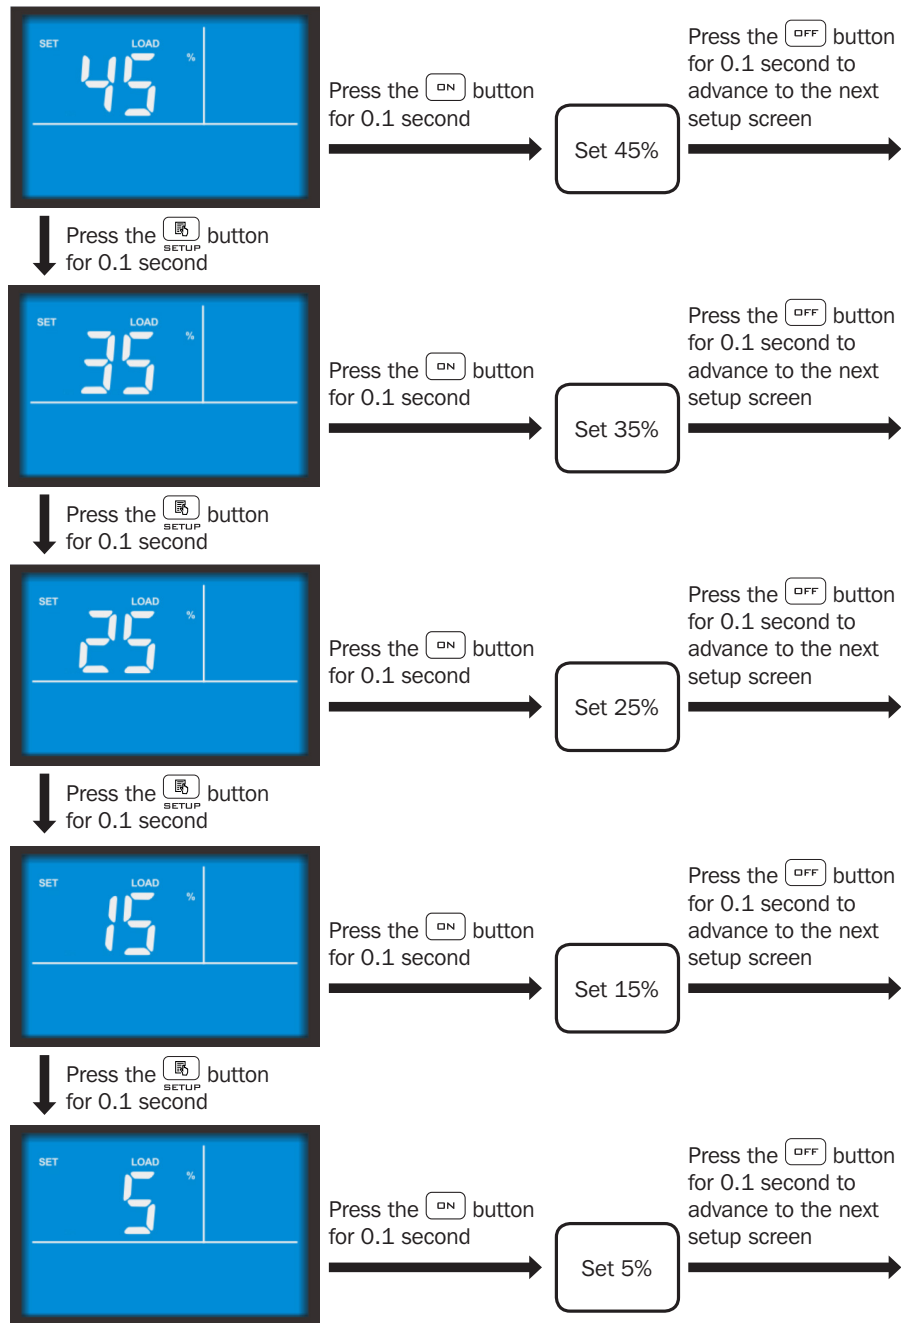 SET LOAD %
45
Press the ON button
for 0.1 second
Set 45%
Press the OFF button
for 0.1 second to
advance to the next
setup screen
Press the SETUP button
for 0.1 second
SET LOAD %
35
Press the ON button
for 0.1 second
Set 35%
Press the OFF button
for 0.1 second to
advance to the next
setup screen
Press the SETUP button
for 0.1 second
SET LOAD %
25
Press the ON button
for 0.1 second
Set 25%
Press the OFF button
for 0.1 second to
advance to the next
setup screen
Press the SETUP button
for 0.1 second
SET LOAD %
15
Press the ON button
for 0.1 second
Set 15%
Press the OFF button
for 0.1 second to
advance to the next
setup screen
Press the SETUP button
for 0.1 second
SET LOAD %
5
Press the ON button
for 0.1 second
Set 5%
Press the OFF button
for 0.1 second to
advance to the next
setup screen